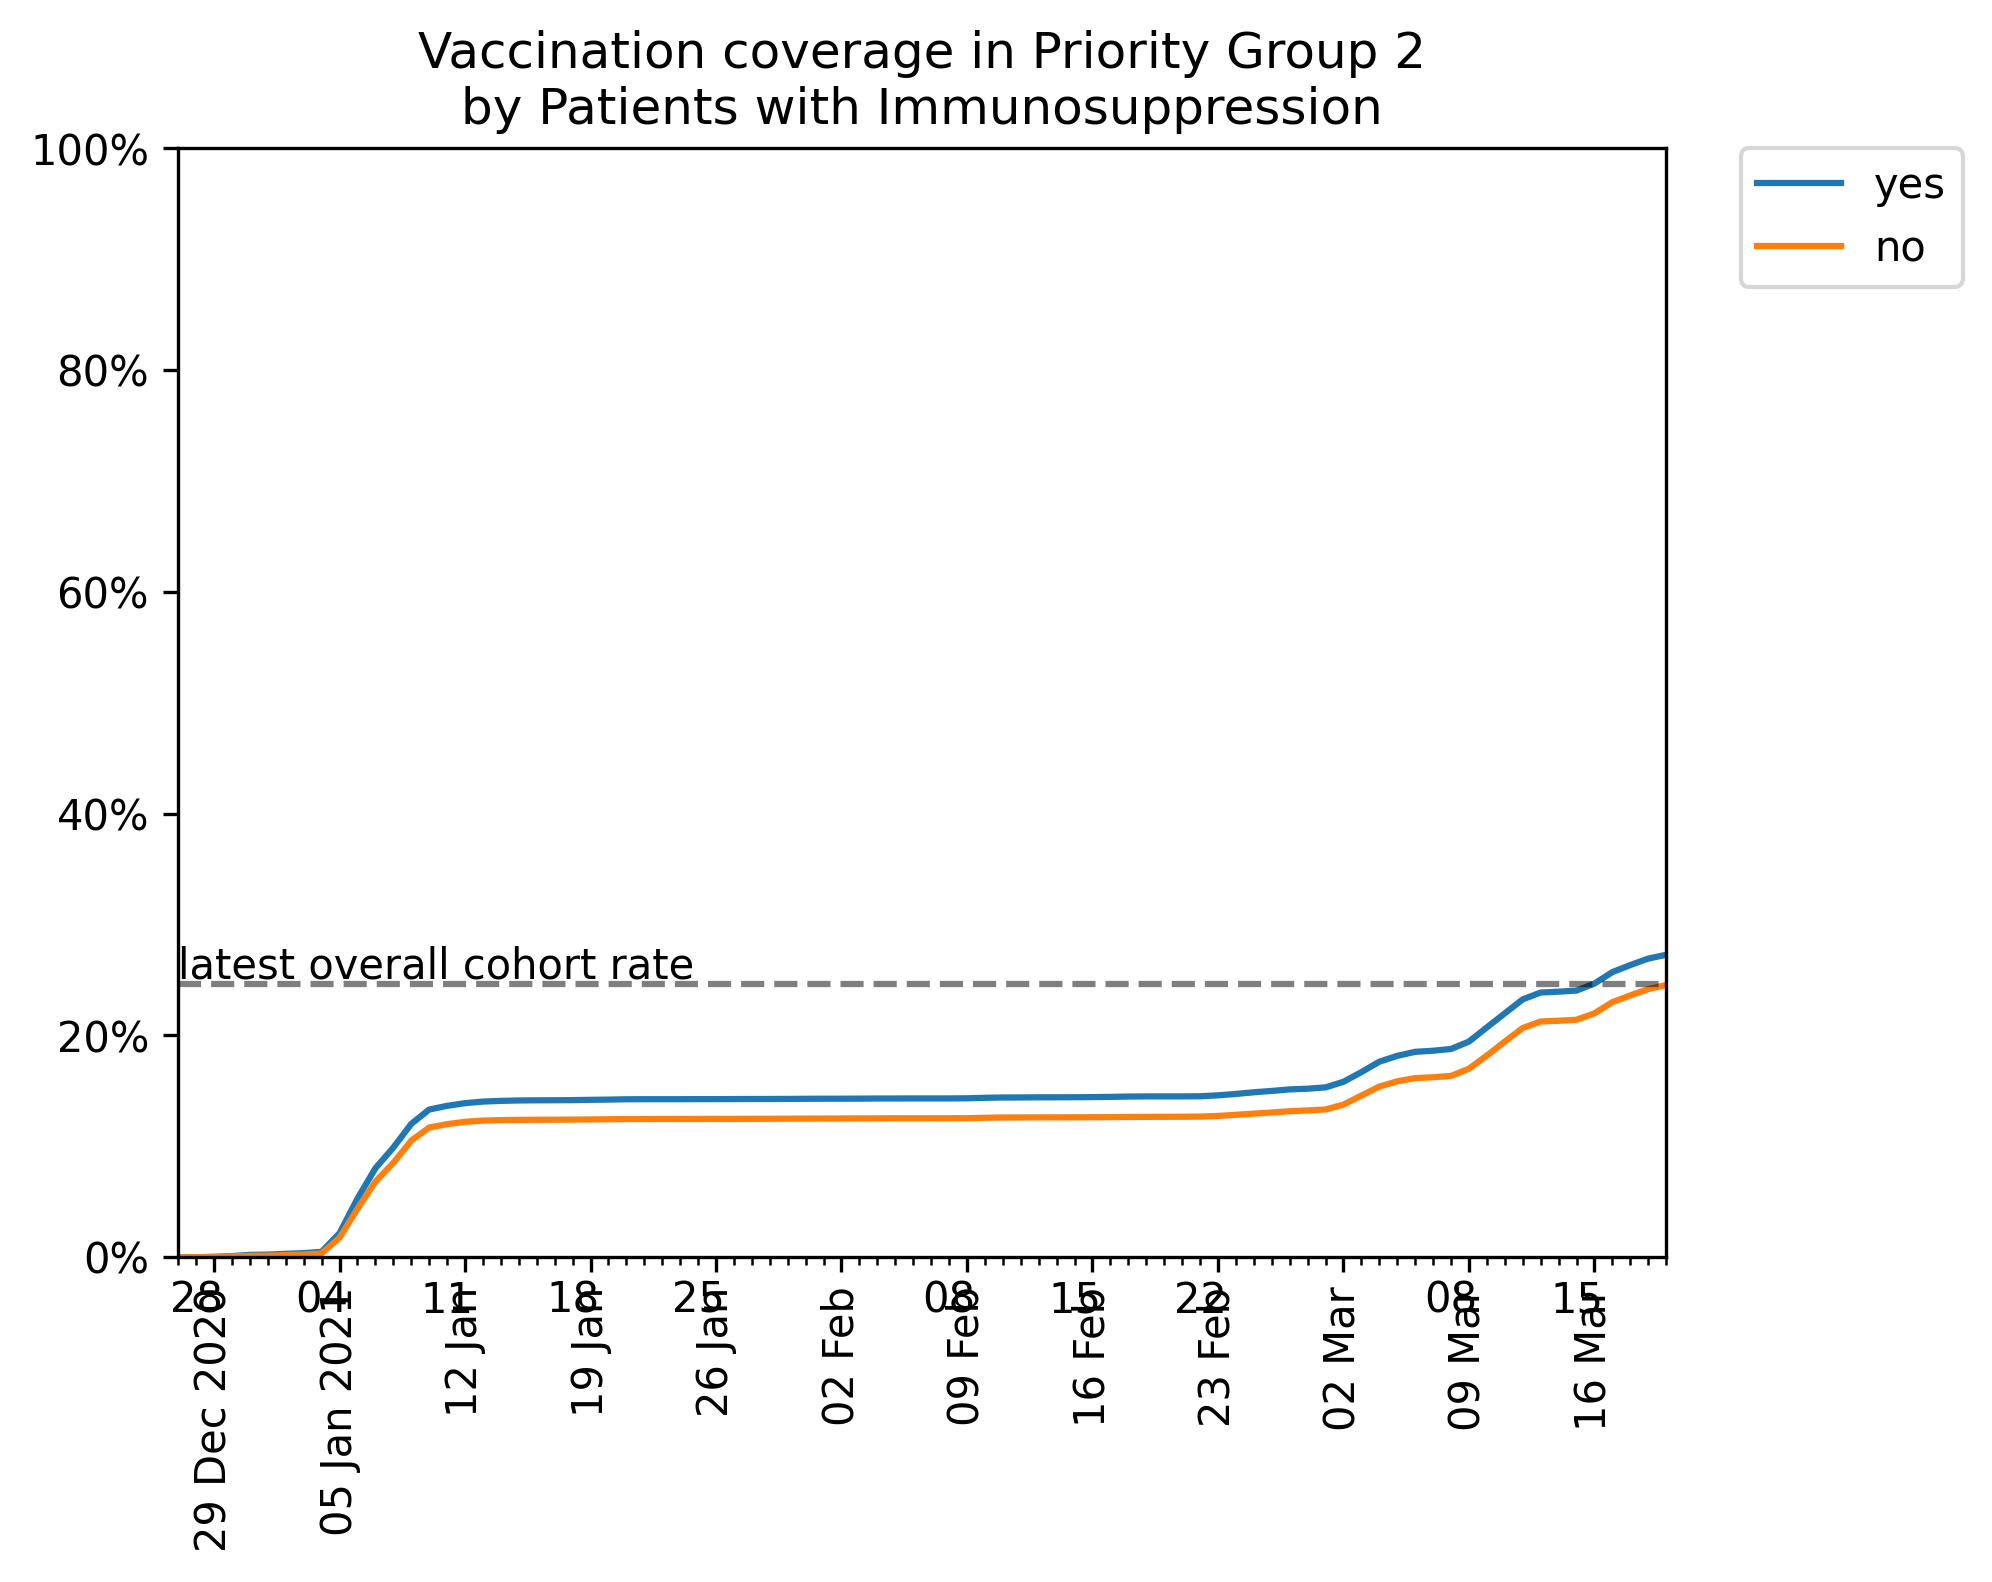 Vaccination coverage in Priority Group 2
by Patients with Immunosuppression
100%
80%
60%
40%
20%
0%
latest overall cohort rate
yes
no
28
04
11
18
25
08
15
22
08
15
29 Dec 2020
05 Jan 2021
12 Jan
19 Jan
26 Jan
02 Feb
09 Feb
16 Feb
23 Feb
02 Mar
09 Mar
16 Mar